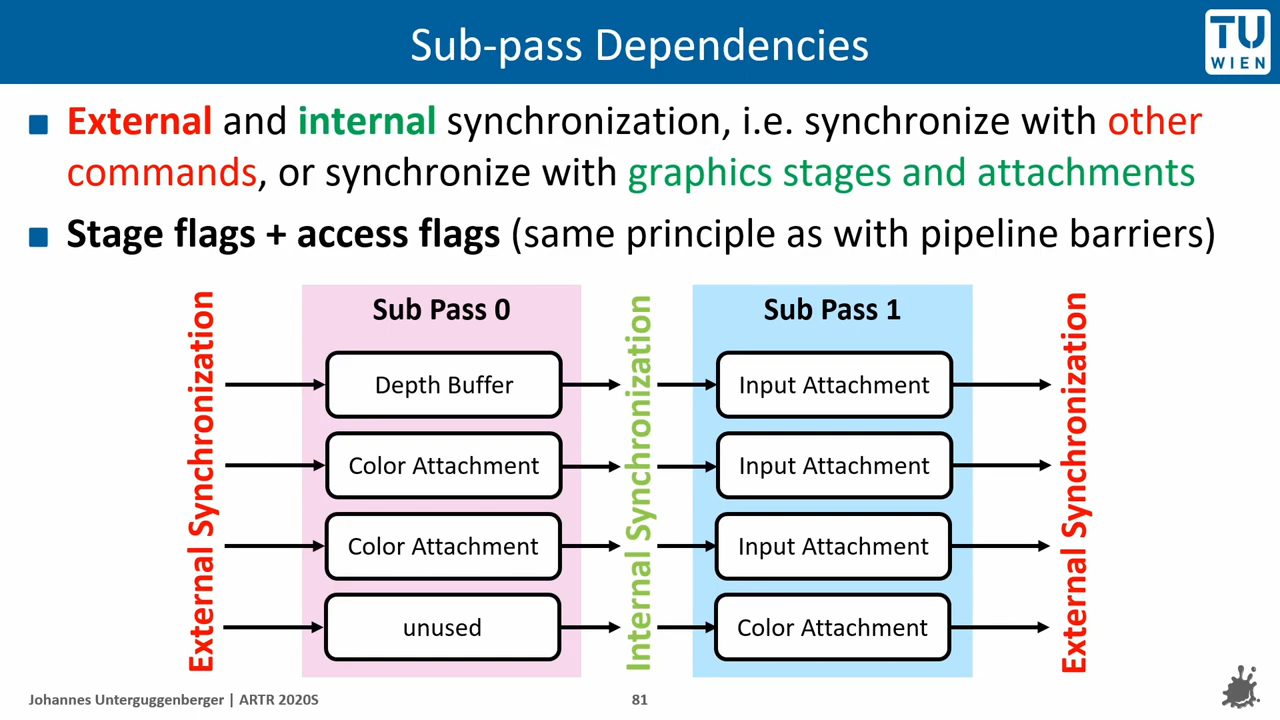 Sub-pass Dependencies
TU
WIEN
External and internal synchronization, i.e. synchronize with other
commands, or synchronize with graphics stages and attachments
Stage flags + access flags (same principle as with pipeline barriers)
External Synchronization
Sub Pass 0
Depth Buffer
Color Attachment
Color Attachment
unused
Internal Synchronization
Sub Pass 1
Input Attachment
Input Attachment
Input Attachment
Color Attachment
External Synchronization
Johannes Unterguggenberger | ARTR 2020S
81